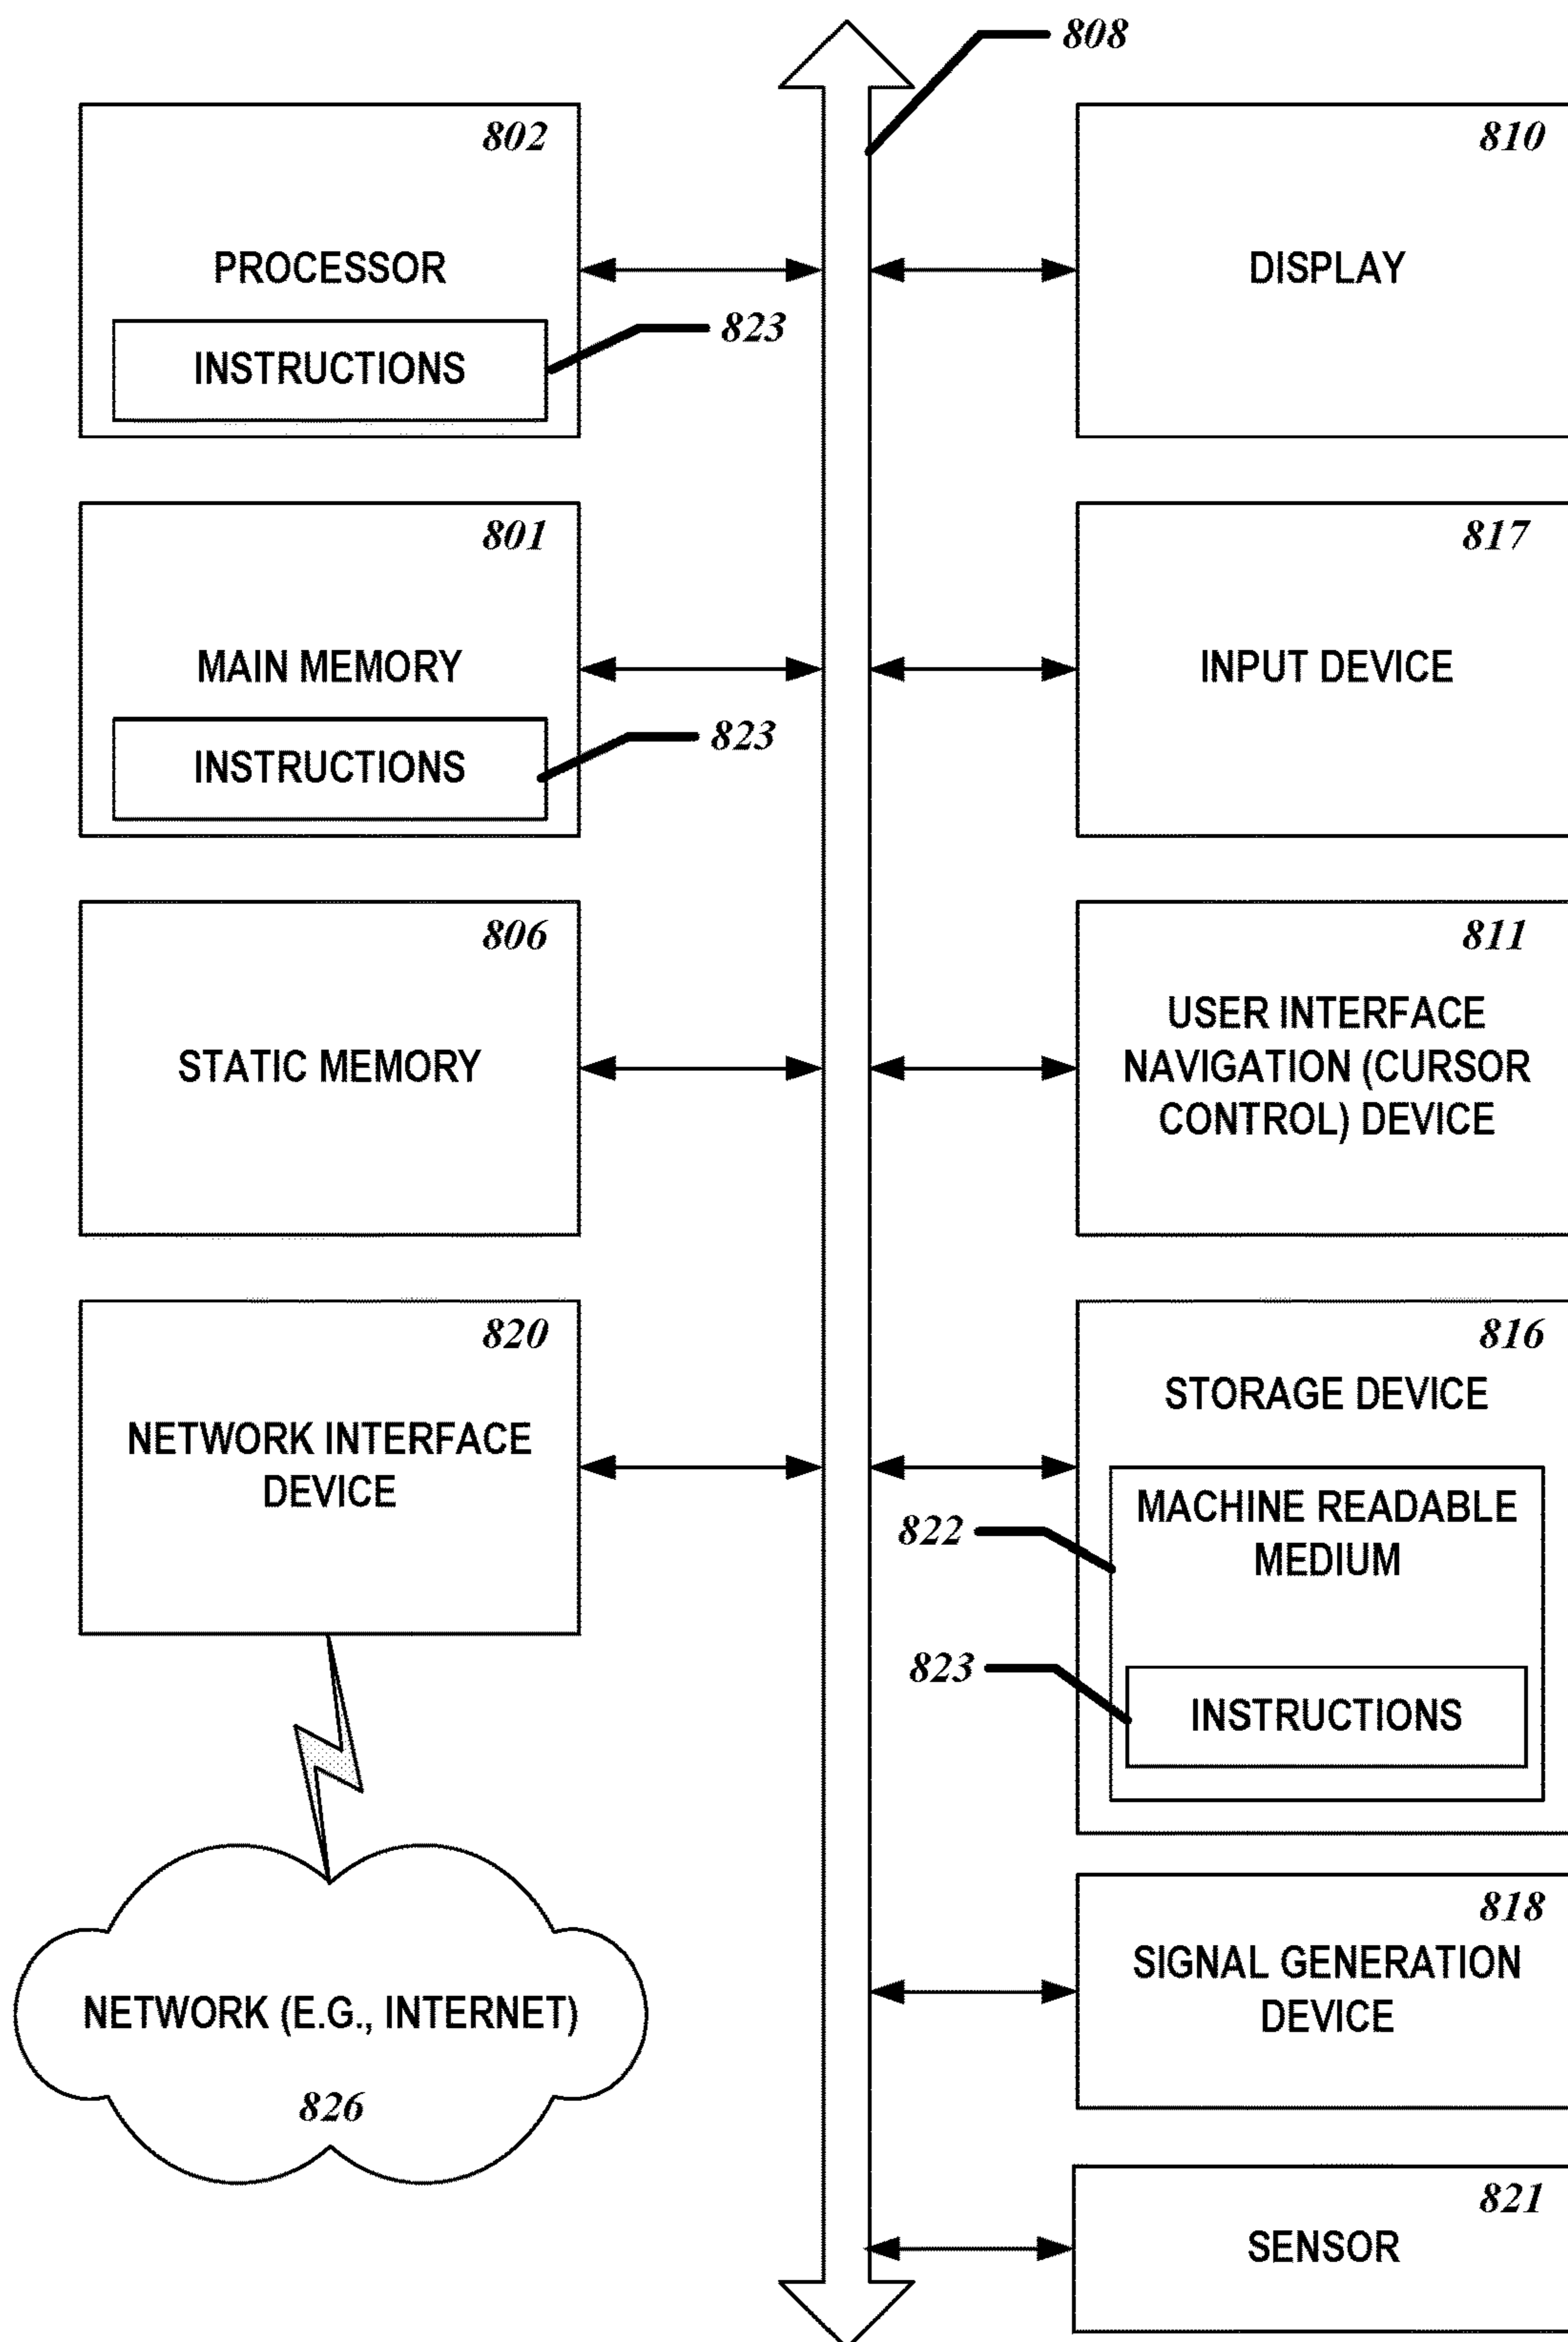 808
802
PROCESSOR
INSTRUCTIONS
823
810
DISPLAY
801
MAIN MEMORY
INSTRUCTIONS
823
817
INPUT DEVICE
806
STATIC MEMORY
811
USER INTERFACE
NAVIGATION (CURSOR
CONTROL) DEVICE
820
NETWORK INTERFACE
DEVICE
816
STORAGE DEVICE
822
MACHINE READABLE
MEDIUM
823
INSTRUCTIONS
NETWORK (E.G., INTERNET)
826
818
SIGNAL GENERATION
DEVICE
821
SENSOR